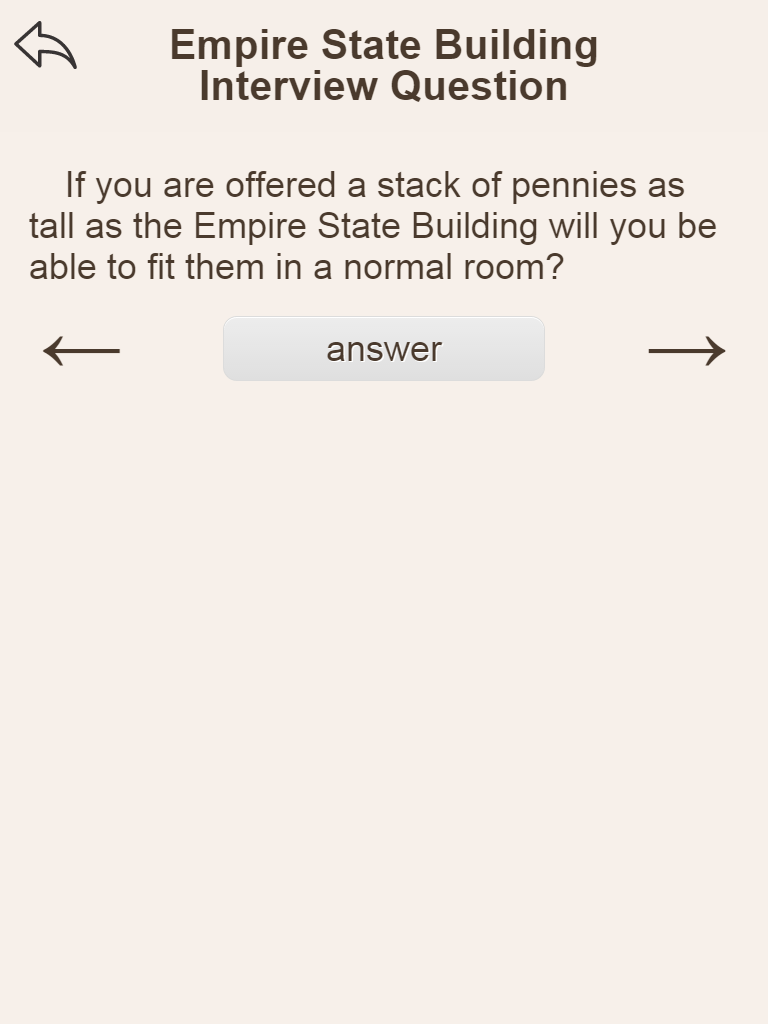 Empire State Building
Interview Question
If you are offered a stack of pennies as
tall as the Empire State Building will you be
able to fit them in a normal room?
answer